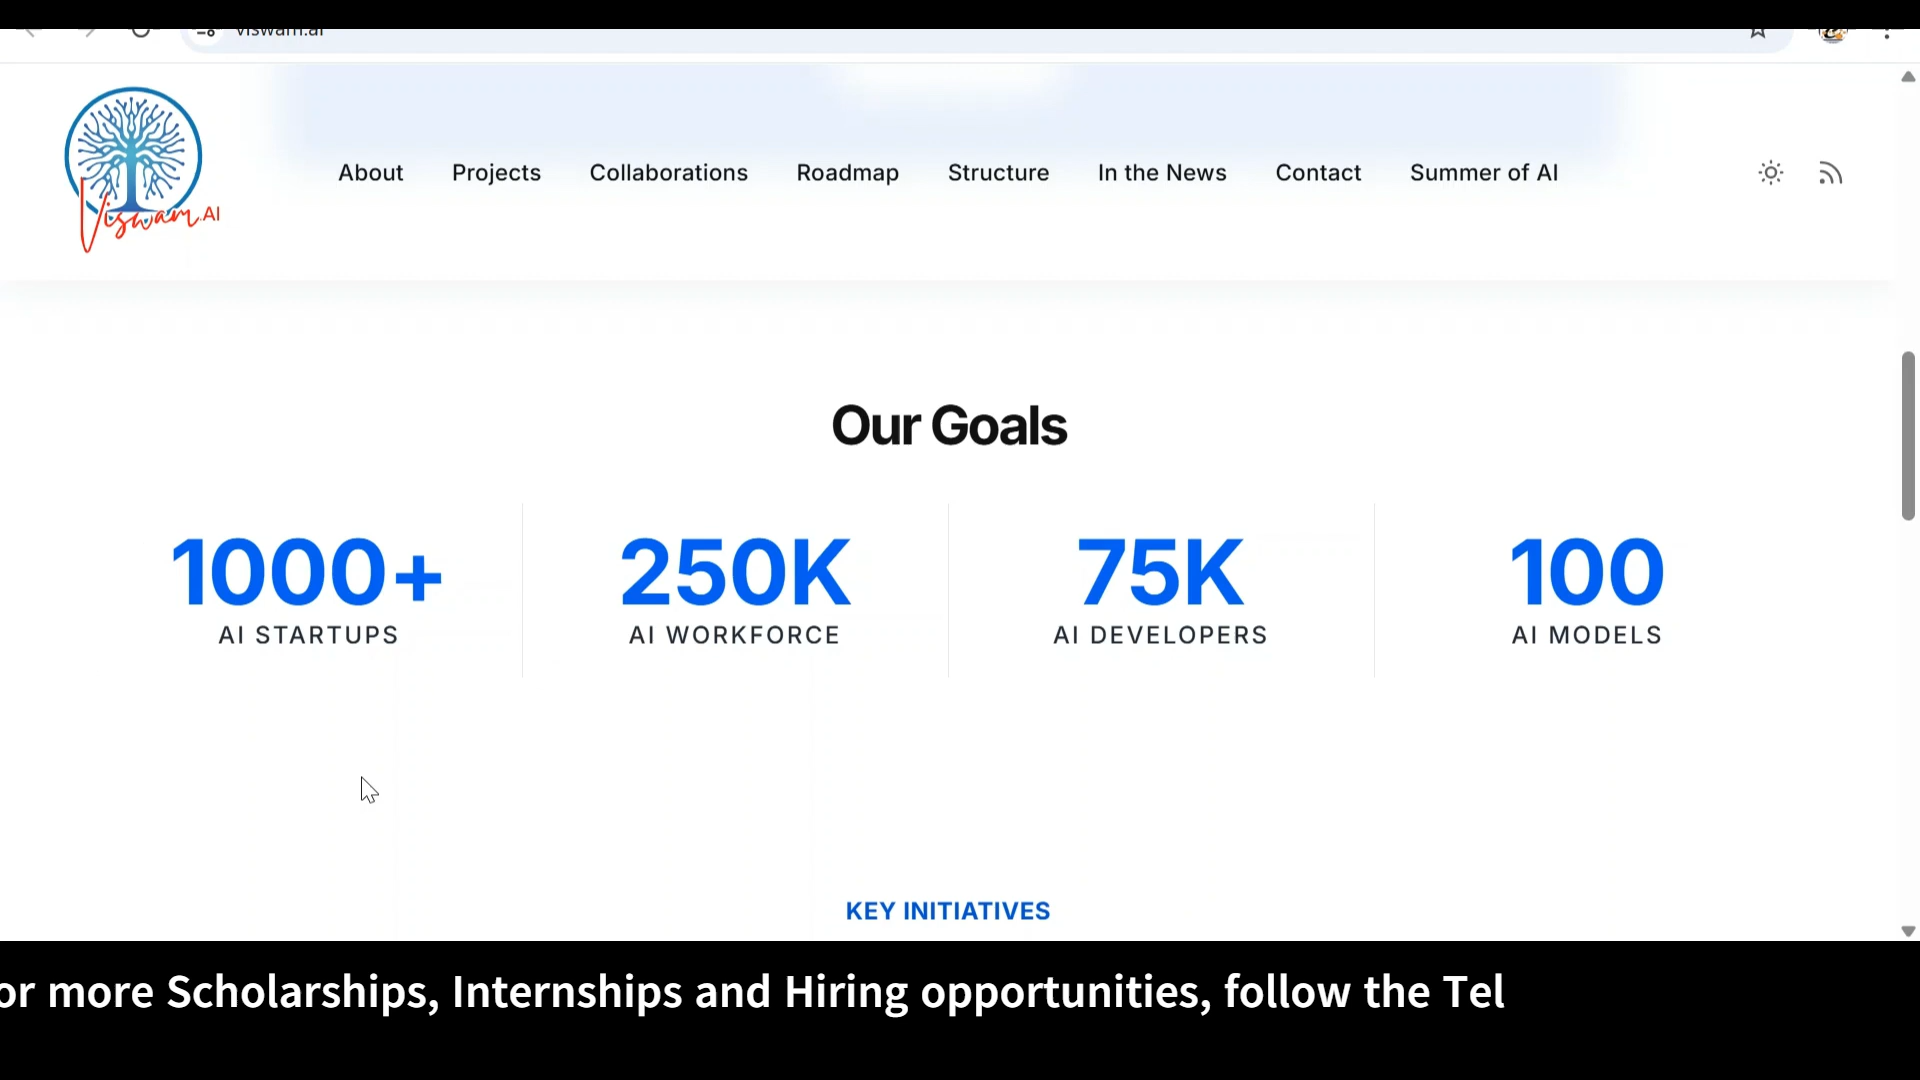 viswam.ai
Viswam.AI
About Projects Collaborations Roadmap Structure In the News Contact Summer of AI
Our Goals
1000+ 250K 75K 100
AI STARTUPS AI WORKFORCE AI DEVELOPERS AI MODELS
KEY INITIATIVES
or more Scholarships, Internships and Hiring opportunities, follow the Tel